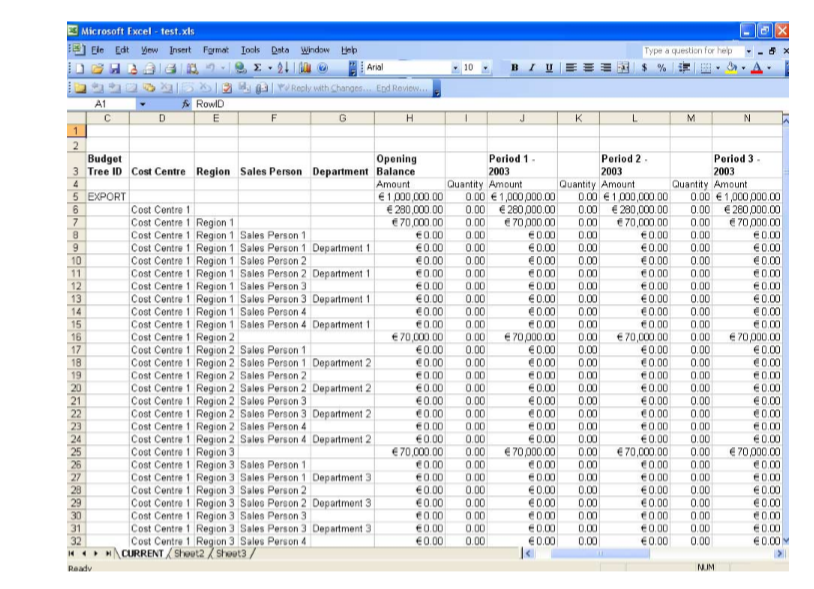 Microsoft Excel - test.xls
File Edit View Insert Format Tools Data Window Help Type a question for help
Arial 10 B I U $ %
Reply with Changes... End Review...
A1 fx RowID
C D E F G H I J K L M N
1
2
Budget Opening Period 1 - Period 2 - Period 3 -
3 Tree ID Cost Centre Region Sales Person Department Balance 2003 2003 2003
4 Amount Quantity Amount Quantity Amount Quantity Amount
5 EXPORT € 1,000,000.00 0.00 € 1,000,000.00 0.00 € 1,000,000.00 0.00 € 1,000,000.00
6 Cost Centre 1 € 280,000.00 0.00 € 280,000.00 0.00 € 280,000.00 0.00 € 280,000.00
7 Cost Centre 1 Region 1 € 70,000.00 0.00 € 70,000.00 0.00 € 70,000.00 0.00 € 70,000.00
8 Cost Centre 1 Region 1 Sales Person 1 € 0.00 0.00 € 0.00 0.00 € 0.00 0.00 € 0.00
9 Cost Centre 1 Region 1 Sales Person 1 Department 1 € 0.00 0.00 € 0.00 0.00 € 0.00 0.00 € 0.00
10 Cost Centre 1 Region 1 Sales Person 2 € 0.00 0.00 € 0.00 0.00 € 0.00 0.00 € 0.00
11 Cost Centre 1 Region 1 Sales Person 2 Department 1 € 0.00 0.00 € 0.00 0.00 € 0.00 0.00 € 0.00
12 Cost Centre 1 Region 1 Sales Person 3 € 0.00 0.00 € 0.00 0.00 € 0.00 0.00 € 0.00
13 Cost Centre 1 Region 1 Sales Person 3 Department 1 € 0.00 0.00 € 0.00 0.00 € 0.00 0.00 € 0.00
14 Cost Centre 1 Region 1 Sales Person 4 € 0.00 0.00 € 0.00 0.00 € 0.00 0.00 € 0.00
15 Cost Centre 1 Region 1 Sales Person 4 Department 1 € 0.00 0.00 € 0.00 0.00 € 0.00 0.00 € 0.00
16 Cost Centre 1 Region 2 € 70,000.00 0.00 € 70,000.00 0.00 € 70,000.00 0.00 € 70,000.00
17 Cost Centre 1 Region 2 Sales Person 1 € 0.00 0.00 € 0.00 0.00 € 0.00 0.00 € 0.00
18 Cost Centre 1 Region 2 Sales Person 1 Department 2 € 0.00 0.00 € 0.00 0.00 € 0.00 0.00 € 0.00
19 Cost Centre 1 Region 2 Sales Person 2 € 0.00 0.00 € 0.00 0.00 € 0.00 0.00 € 0.00
20 Cost Centre 1 Region 2 Sales Person 2 Department 2 € 0.00 0.00 € 0.00 0.00 € 0.00 0.00 € 0.00
21 Cost Centre 1 Region 2 Sales Person 3 € 0.00 0.00 € 0.00 0.00 € 0.00 0.00 € 0.00
22 Cost Centre 1 Region 2 Sales Person 3 Department 2 € 0.00 0.00 € 0.00 0.00 € 0.00 0.00 € 0.00
23 Cost Centre 1 Region 2 Sales Person 4 € 0.00 0.00 € 0.00 0.00 € 0.00 0.00 € 0.00
24 Cost Centre 1 Region 2 Sales Person 4 Department 2 € 0.00 0.00 € 0.00 0.00 € 0.00 0.00 € 0.00
25 Cost Centre 1 Region 3 € 70,000.00 0.00 € 70,000.00 0.00 € 70,000.00 0.00 € 70,000.00
26 Cost Centre 1 Region 3 Sales Person 1 € 0.00 0.00 € 0.00 0.00 € 0.00 0.00 € 0.00
27 Cost Centre 1 Region 3 Sales Person 1 Department 3 € 0.00 0.00 € 0.00 0.00 € 0.00 0.00 € 0.00
28 Cost Centre 1 Region 3 Sales Person 2 € 0.00 0.00 € 0.00 0.00 € 0.00 0.00 € 0.00
29 Cost Centre 1 Region 3 Sales Person 2 Department 3 € 0.00 0.00 € 0.00 0.00 € 0.00 0.00 € 0.00
30 Cost Centre 1 Region 3 Sales Person 3 € 0.00 0.00 € 0.00 0.00 € 0.00 0.00 € 0.00
31 Cost Centre 1 Region 3 Sales Person 3 Department 3 € 0.00 0.00 € 0.00 0.00 € 0.00 0.00 € 0.00
32 Cost Centre 1 Region 3 Sales Person 4 € 0.00 0.00 € 0.00 0.00 € 0.00 0.00 € 0.00
CURRENT / Sheet2 / Sheet3 /
Ready NUM